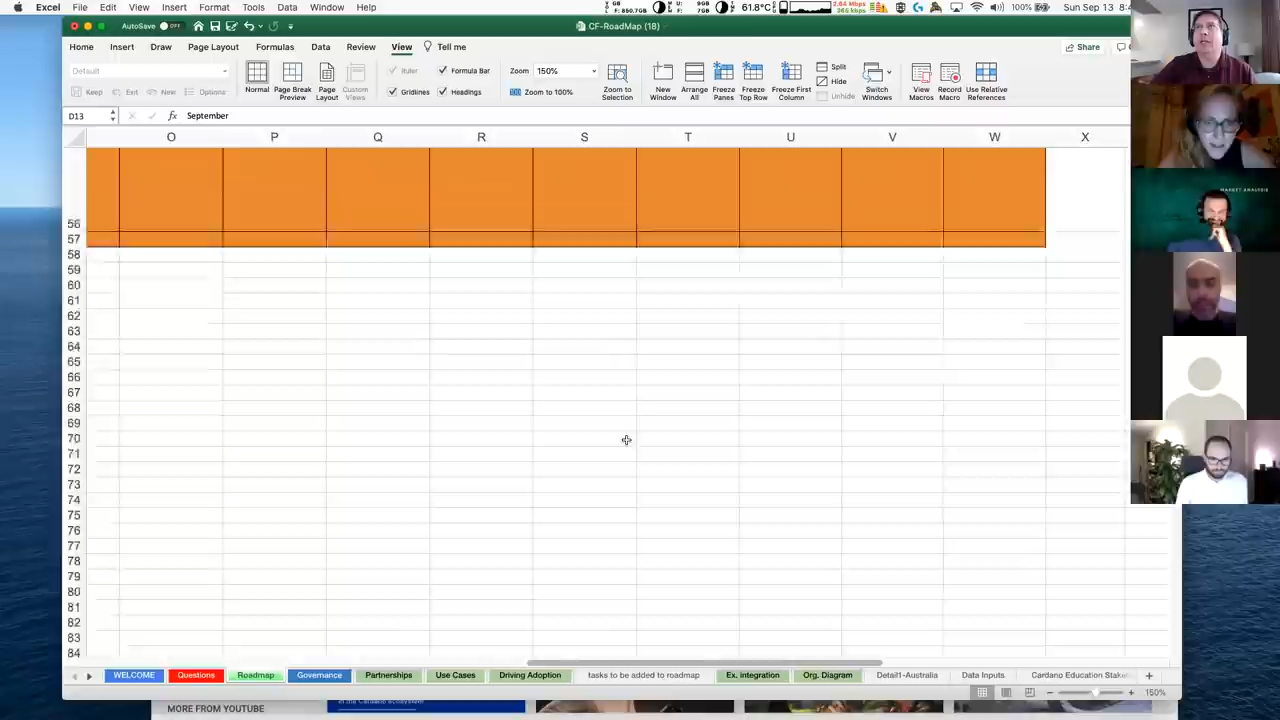 Excel File Edit View Insert Format Tools Data Window Help
61.8°C 100% Sun Sep 13
AutoSave OFF CF-RoadMap (18)
Home Insert Draw Page Layout Formulas Data Review View Tell me Share
Default
Keep Exit New Options
Normal Page Break Preview Page Layout Custom Views
Ruler Formula Bar
Gridlines Headings
Zoom 150%
Zoom to 100%
Zoom to Selection
New Window Arrange All Freeze Panes Freeze Top Row Freeze First Column
Split
Hide
Unhide
Switch Windows View Macros Record Macro Use Relative References
D13 fx September
O P Q R S T U V W X
56
57
58
59
60
61
62
63
64
65
66
67
68
69
70
71
72
73
74
75
76
77
78
79
80
81
82
83
84
WELCOME Questions Roadmap Governance Partnerships Use Cases Driving Adoption tasks to be added to roadmap Ex. integration Org. Diagram Detail1-Australia Data Inputs Cardano Education Stake
150%
MORE FROM YOUTUBE
MARKET ANALYSIS